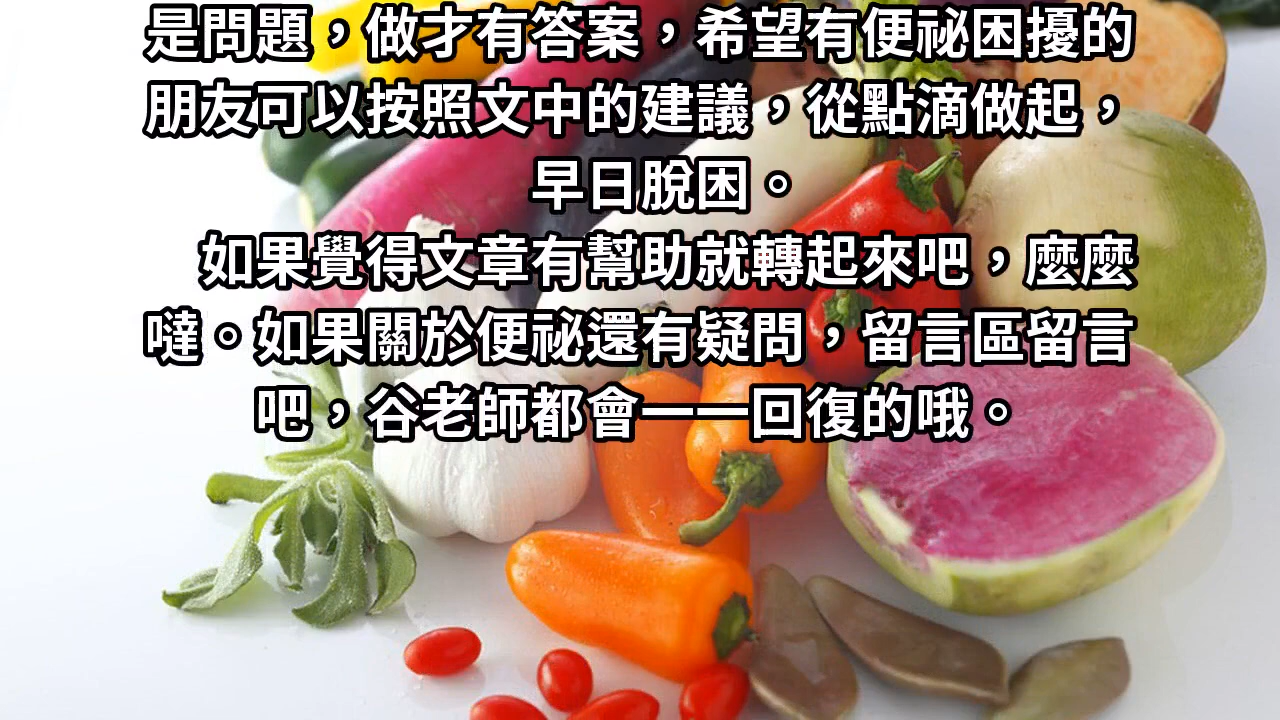 是問題，做才有答案，希望有便祕困擾的
朋友可以按照文中的建議，從點滴做起，
早日脫困。
如果覺得文章有幫助就轉起來吧，麼麼
噠。如果關於便祕還有疑問，留言區留言
吧，谷老師都會一一回復的哦。